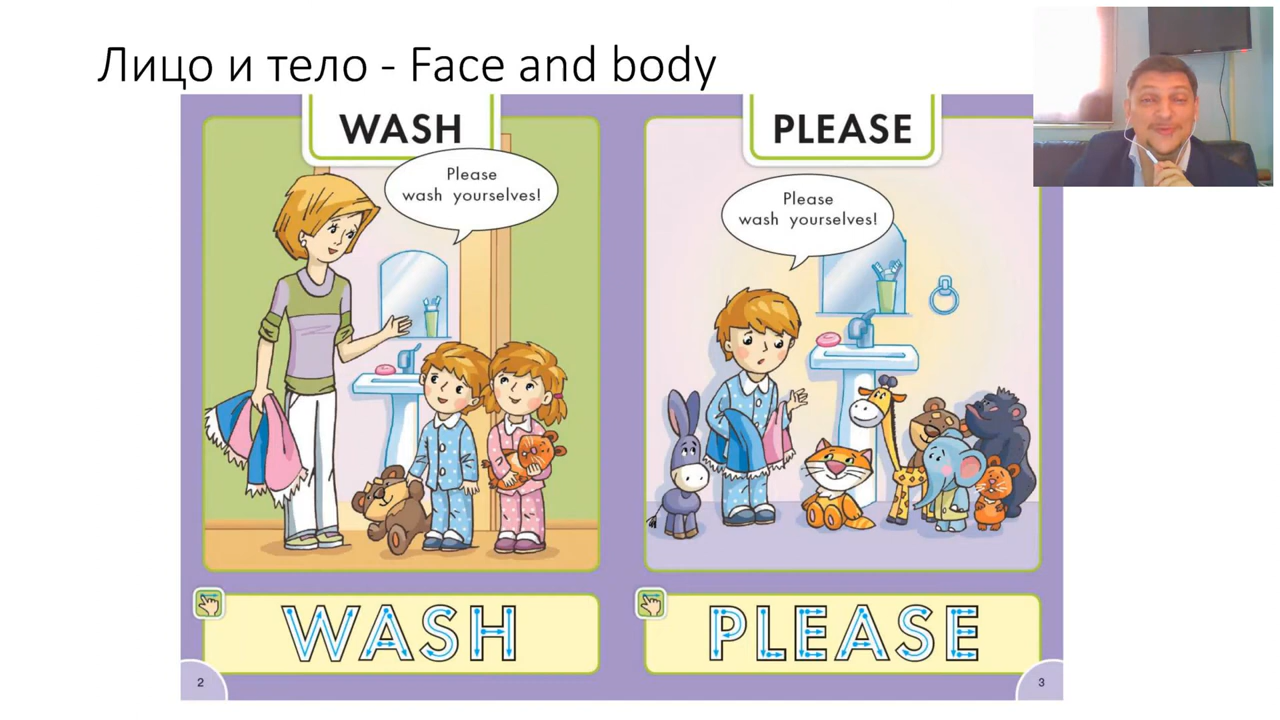 Лицо и тело - Face and body
WASH
Please
wash yourselves!
WASH
2
PLEASE
Please
wash yourselves!
PLEASE
3